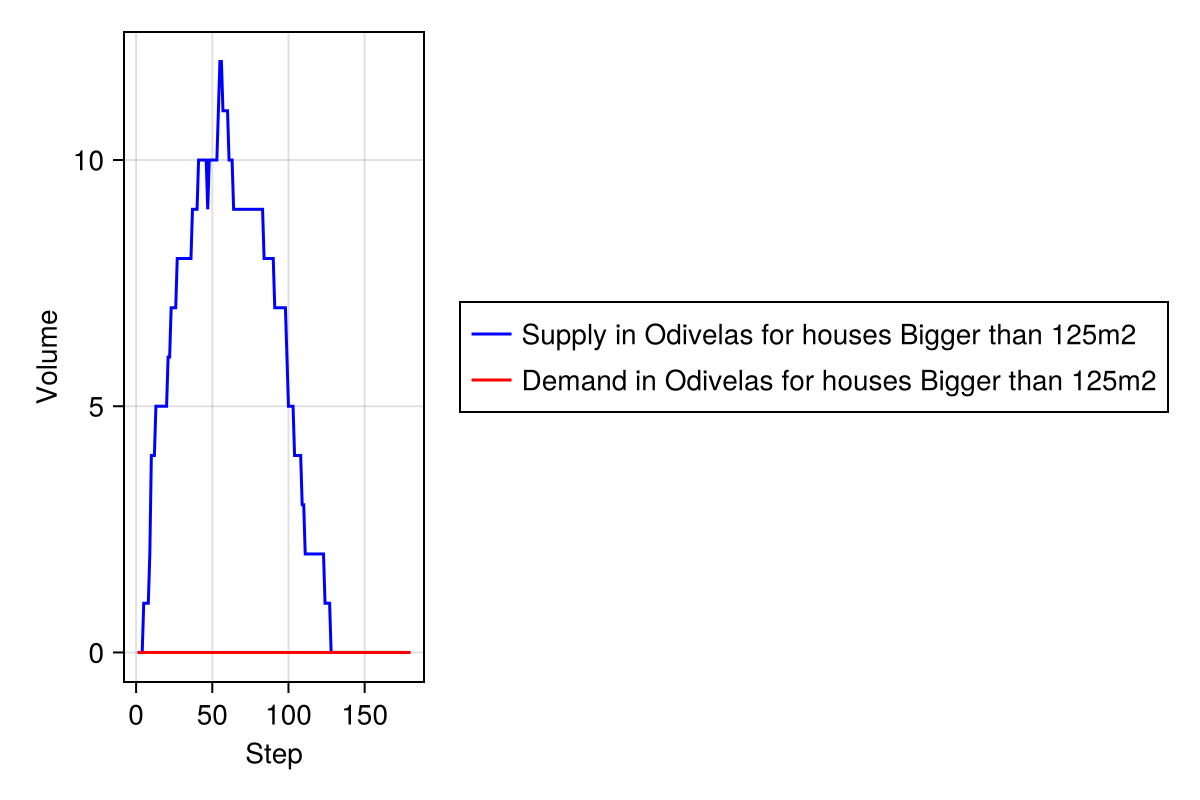 Volume
10
5
0
0 50 100 150
Step
Supply in Odivelas for houses Bigger than 125m2
Demand in Odivelas for houses Bigger than 125m2